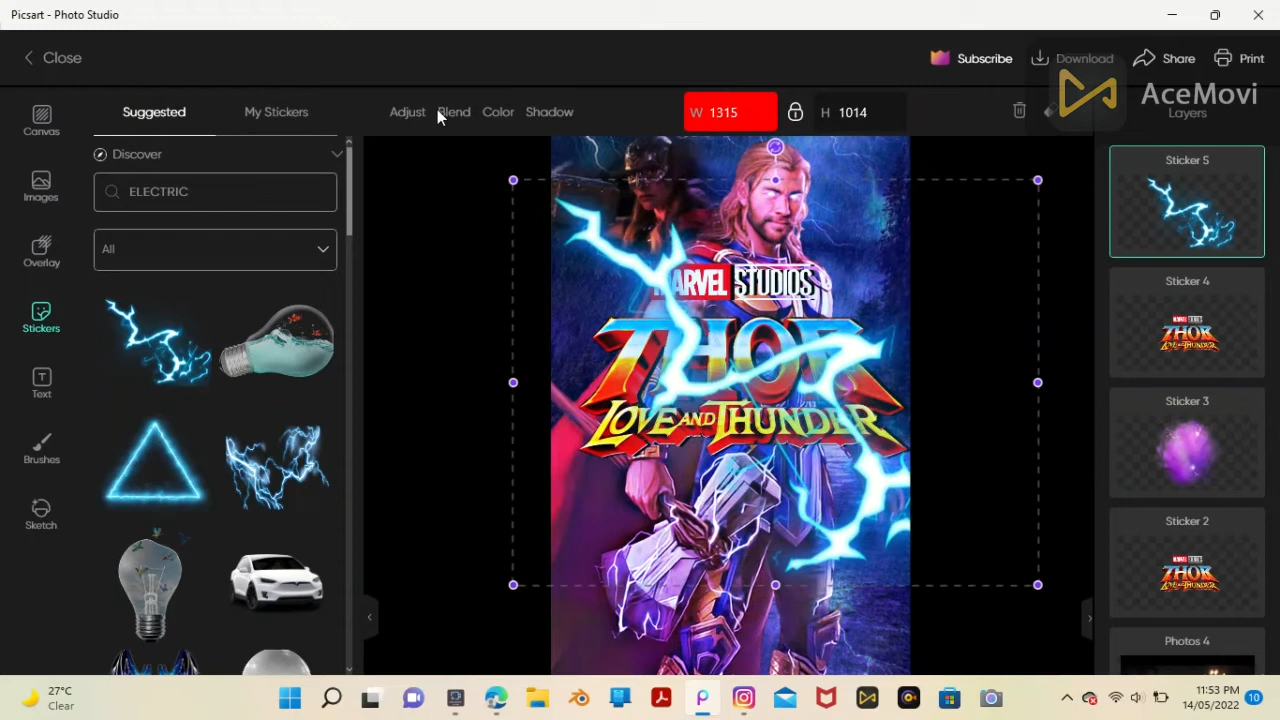 Picsart - Photo Studio
Close
Subscribe
Download
Share
Print
AceMovi
Canvas
Images
Overlay
Stickers
Text
Brushes
Sketch
Suggested
My Stickers
Discover
ELECTRIC
All
Adjust
Blend
Color
Shadow
W 1315
H 1014
Layers
MARVEL STUDIOS
THOR
LOVE AND THUNDER
Sticker 5
Sticker 4
THOR
Sticker 3
Sticker 2
THOR
Photos 4
27°C
Clear
11:53 PM
14/05/2022
10